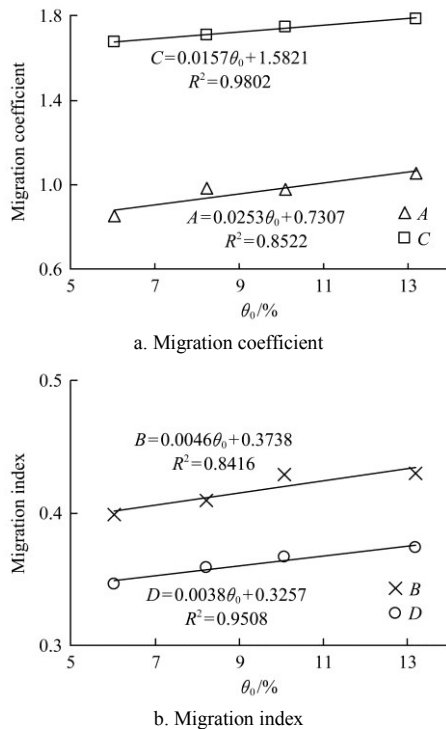 1.8
1.4
1.0
0.6
Migration coefficient
C=0.0157θ₀+1.5821
R²=0.9802
A=0.0253θ₀+0.7307
R²=0.8522
A
C
5 7 9 11 13
θ₀/%
a. Migration coefficient
0.5
0.4
0.3
Migration index
B=0.0046θ₀+0.3738
R²=0.8416
D=0.0038θ₀+0.3257
R²=0.9508
B
D
5 7 9 11 13
θ₀/%
b. Migration index